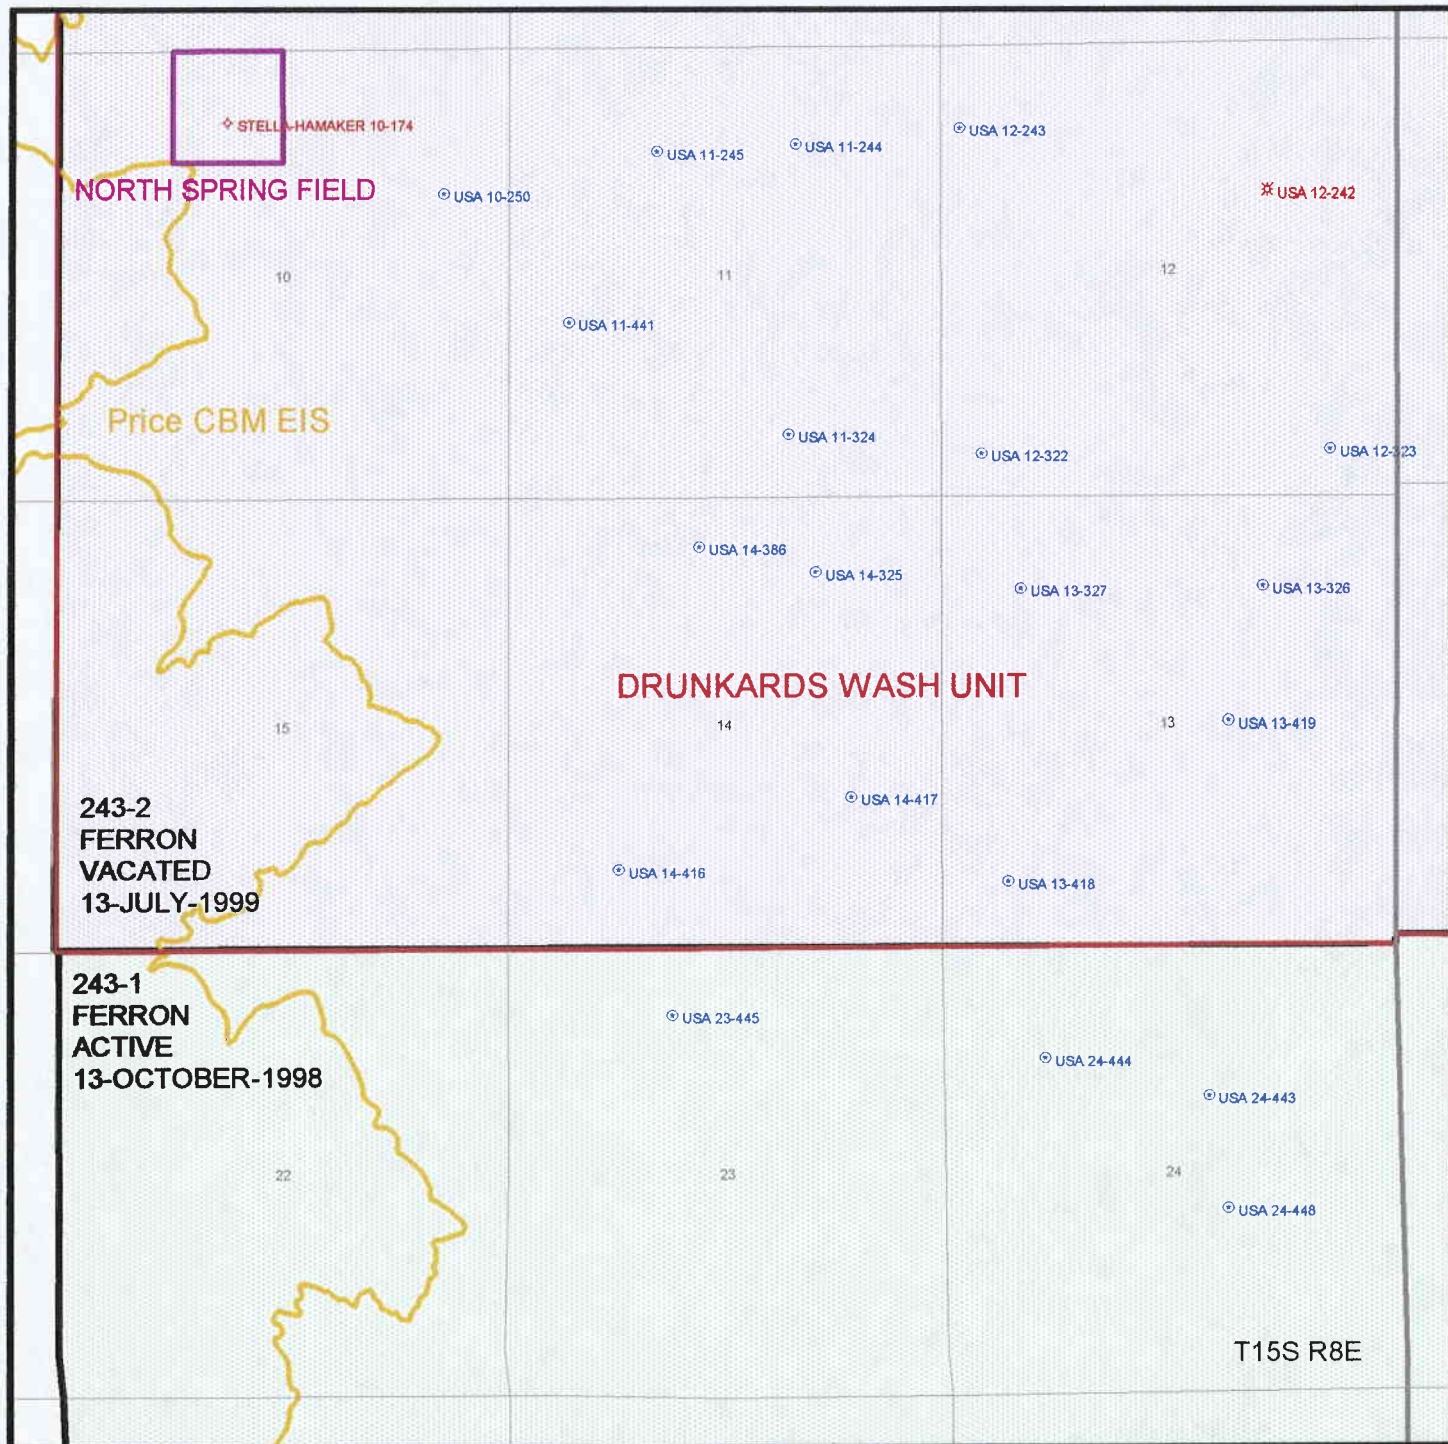 STELLA-HAMAKER 10-174
USA 12-243
USA 11-245
USA 11-244
NORTH SPRING FIELD
USA 10-250
USA 12-242
10
11
12
USA 11-441
Price CBM EIS
USA 11-324
USA 12-322
USA 12-323
USA 14-386
USA 14-325
USA 13-327
USA 13-326
DRUNKARDS WASH UNIT
15
14
13
USA 13-419
243-2
FERRON
VACATED
13-JULY-1999
USA 14-417
USA 14-416
USA 13-418
243-1
FERRON
ACTIVE
13-OCTOBER-1998
USA 23-445
USA 24-444
USA 24-443
22
23
24
USA 24-448
T15S R8E